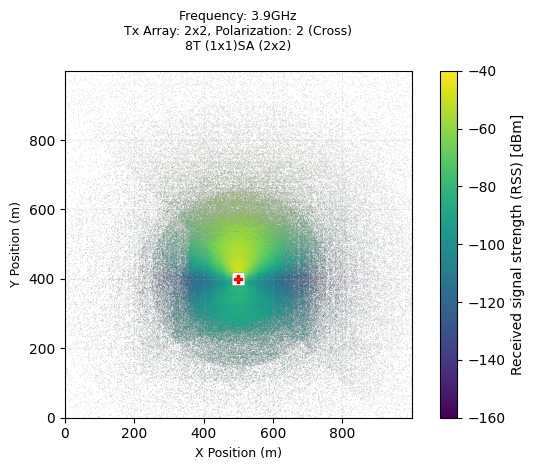 Frequency: 3.9GHz
Tx Array: 2x2, Polarization: 2 (Cross)
8T (1x1)SA (2x2)
Y Position (m)
800
600
400
200
0
0 200 400 600 800
X Position (m)
−40
−60
−80
−100
−120
−140
−160
Received signal strength (RSS) [dBm]